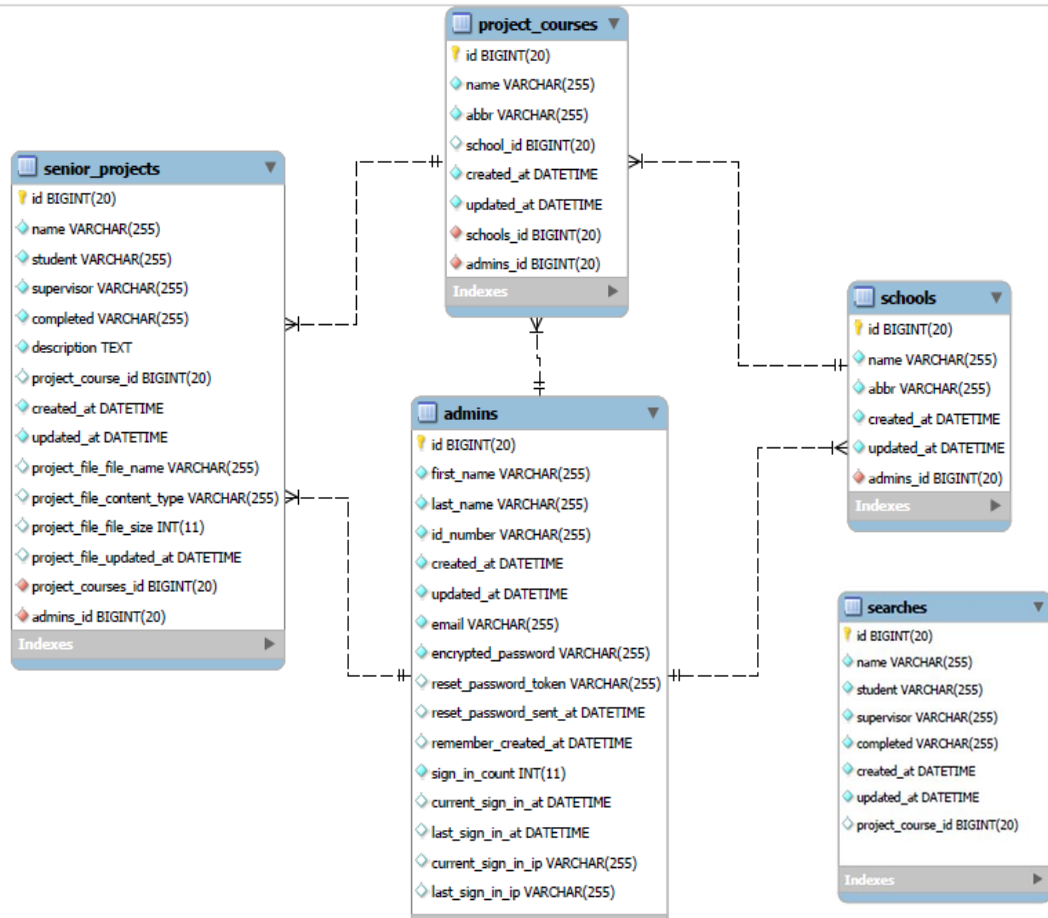 project_courses
id BIGINT(20)
name VARCHAR(255)
abbr VARCHAR(255)
school_id BIGINT(20)
created_at DATETIME
updated_at DATETIME
schools_id BIGINT(20)
admins_id BIGINT(20)
Indexes
senior_projects
id BIGINT(20)
name VARCHAR(255)
student VARCHAR(255)
supervisor VARCHAR(255)
completed VARCHAR(255)
description TEXT
project_course_id BIGINT(20)
created_at DATETIME
updated_at DATETIME
project_file_file_name VARCHAR(255)
project_file_content_type VARCHAR(255)
project_file_file_size INT(11)
project_file_updated_at DATETIME
project_courses_id BIGINT(20)
admins_id BIGINT(20)
Indexes
admins
id BIGINT(20)
first_name VARCHAR(255)
last_name VARCHAR(255)
id_number VARCHAR(255)
created_at DATETIME
updated_at DATETIME
email VARCHAR(255)
encrypted_password VARCHAR(255)
reset_password_token VARCHAR(255)
reset_password_sent_at DATETIME
remember_created_at DATETIME
sign_in_count INT(11)
current_sign_in_at DATETIME
last_sign_in_at DATETIME
current_sign_in_ip VARCHAR(255)
last_sign_in_ip VARCHAR(255)
schools
id BIGINT(20)
name VARCHAR(255)
abbr VARCHAR(255)
created_at DATETIME
updated_at DATETIME
admins_id BIGINT(20)
Indexes
searches
id BIGINT(20)
name VARCHAR(255)
student VARCHAR(255)
supervisor VARCHAR(255)
completed VARCHAR(255)
created_at DATETIME
updated_at DATETIME
project_course_id BIGINT(20)
Indexes